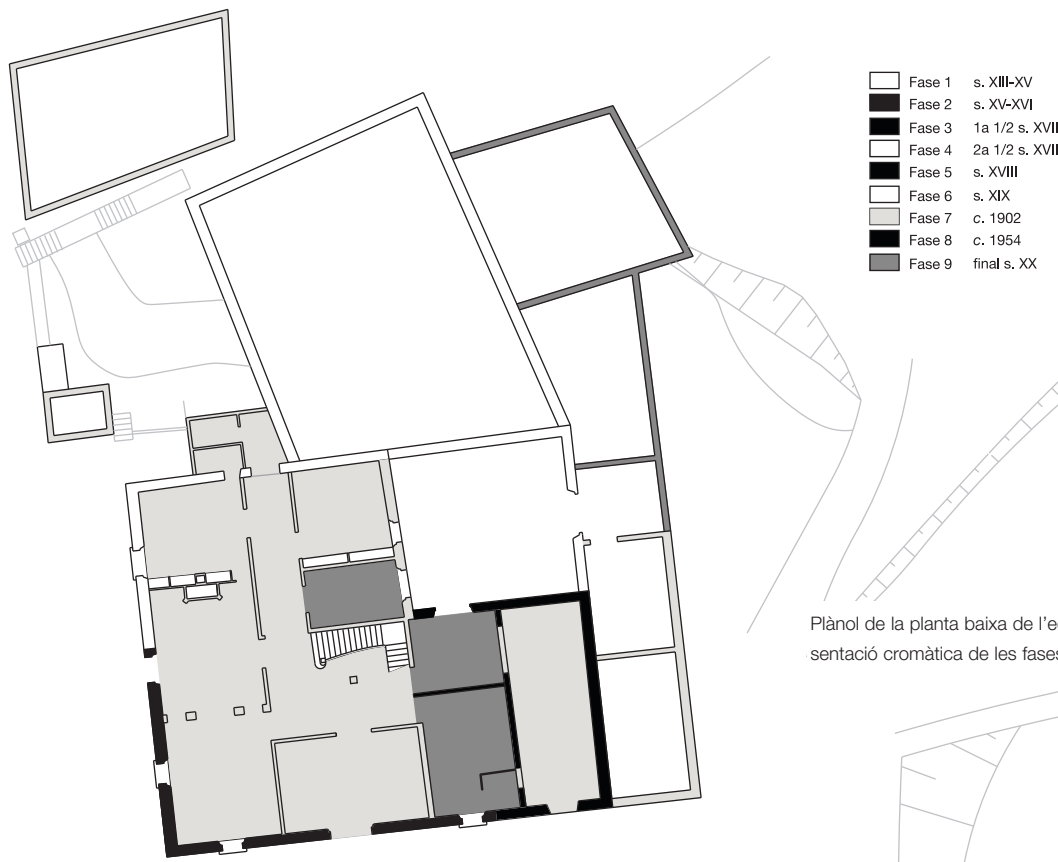 Fase 1 s. XIII-XV
Fase 2 s. XV-XVI
Fase 3 1a 1/2 s. XVII
Fase 4 2a 1/2 s. XVII
Fase 5 s. XVIII
Fase 6 s. XIX
Fase 7 c. 1902
Fase 8 c. 1954
Fase 9 final s. XX
Plànol de la planta baixa de l'e
sentació cromàtica de les fases